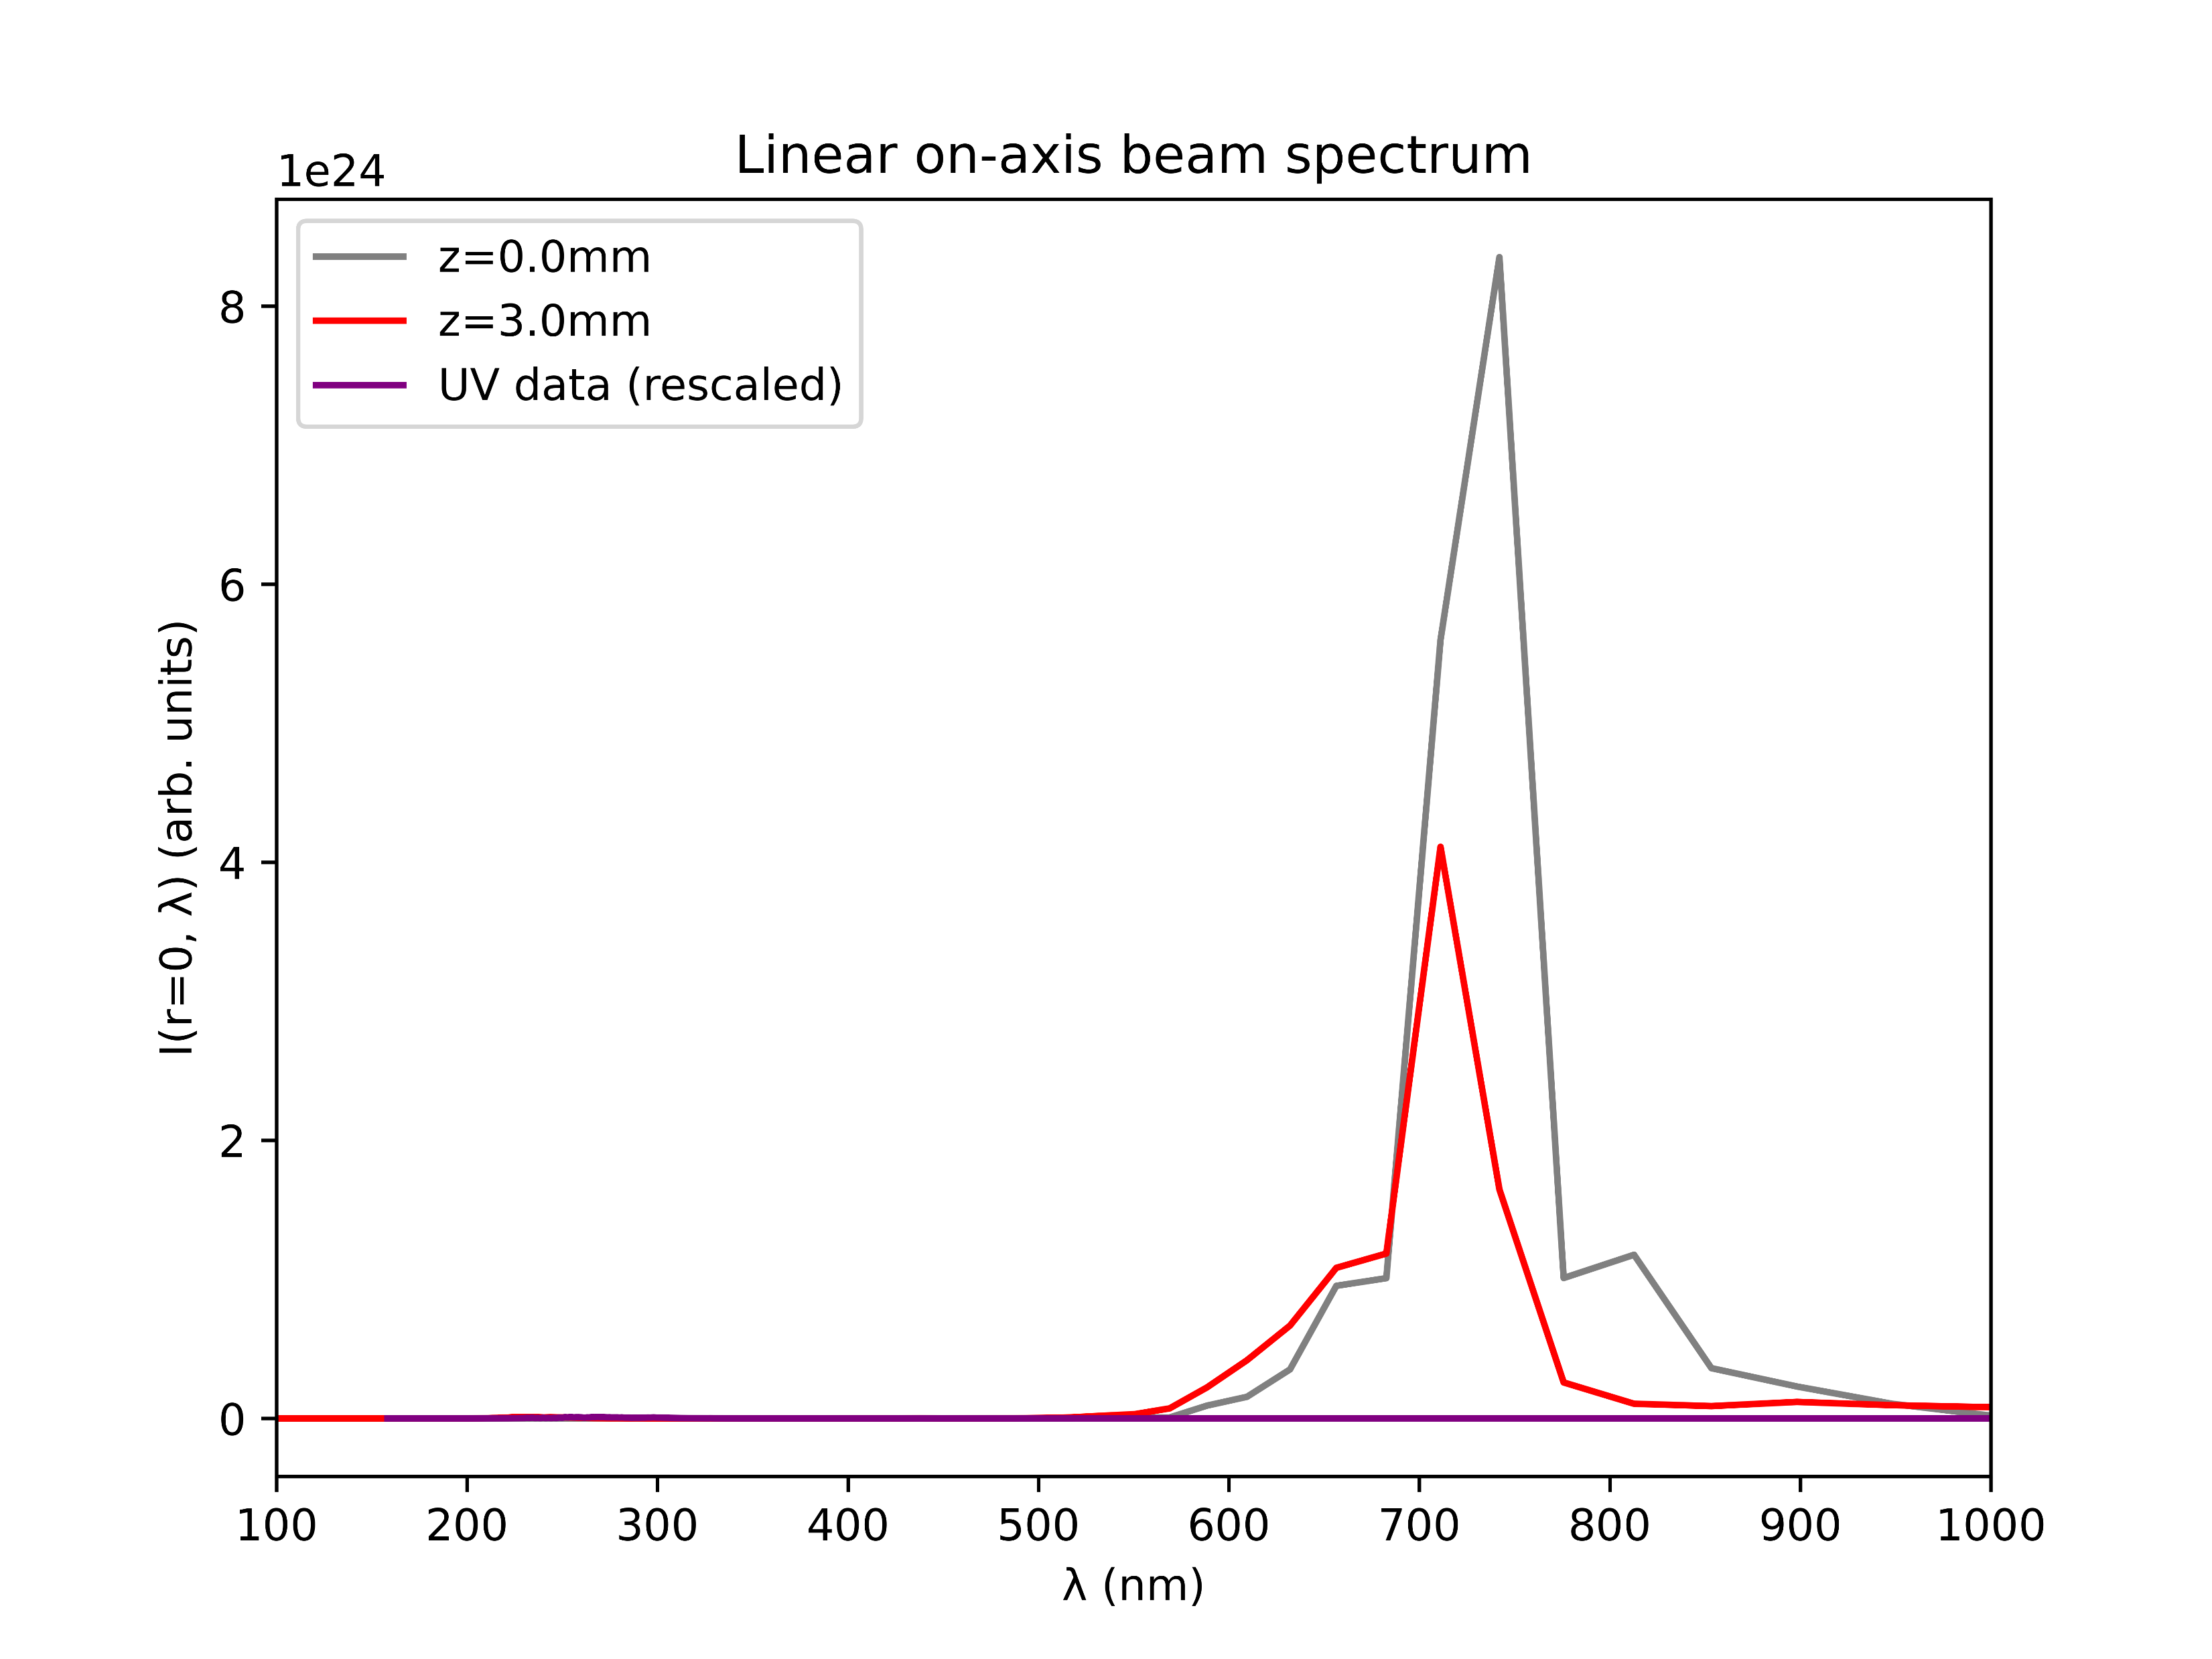 Linear on-axis beam spectrum
1e24
z=0.0mm
z=3.0mm
UV data (rescaled)
8
6
4
2
0
I(r=0, λ) (arb. units)
100 200 300 400 500 600 700 800 900 1000
λ (nm)